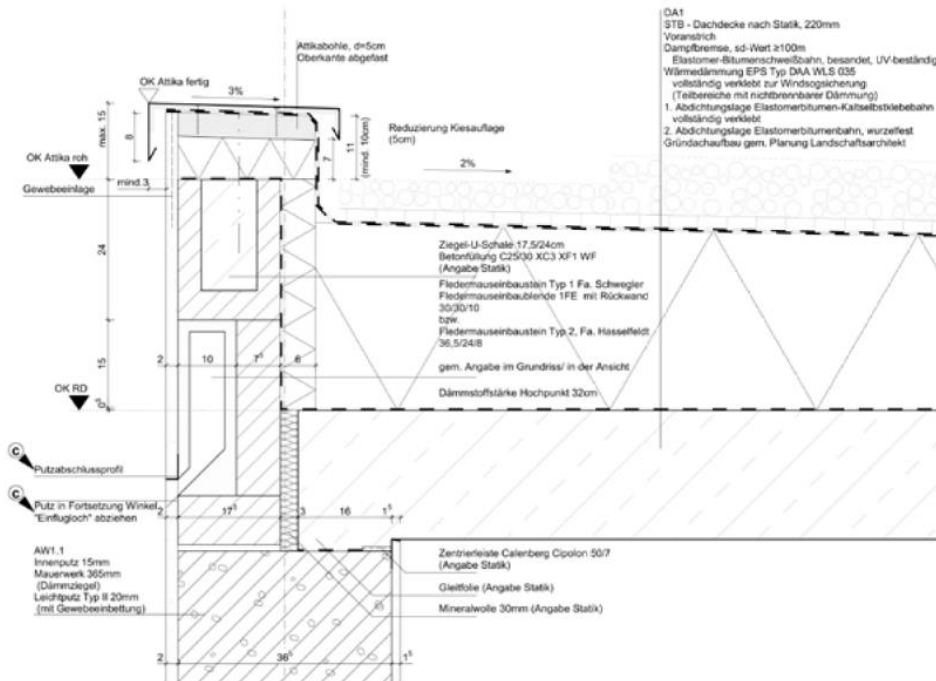 DA1
STB - Dachdecke nach Statik, 220mm
Voranstrich
Dampfbremse, sd-Wert ≥100m
Elastomer-Bitumenschweißbahn, besandet, UV-beständig
Wärmedämmung EPS Typ DAA WLS 035
vollständig verklebt zur Windsogsicherung
(Teilbereiche mit nichtbrennbarer Dämmung)
1. Abdichtungslage Elastomerbitumen-Kaltselbstklebebahn
vollständig verklebt
2. Abdichtungslage Elastomerbitumenbahn, wurzelfest
Gründachaufbau gem. Planung Landschaftsarchitekt
Attikabohle, d=5cm
Oberkante abgefast
OK Attika fertig
3%
max. 15
8
7
11
(mind. 10cm)
Reduzierung Kiesauflage
(5cm)
2%
OK Attika roh
mind.3
Gewebeeinlage
24
Ziegel-U-Schale 17,5/24cm
Betonfüllung C25/30 XC3 XF1 WF
(Angabe Statik)
Fledermauseinbaustein Typ 1 Fa. Schwegler
Fledermauseinbaublende 1FE mit Rückwand
30/30/10
bzw.
Fledermauseinbaustein Typ 2, Fa. Hasselfeldt
36,5/24/8
gem. Angabe im Grundriss/ in der Ansicht
Dämmstoffstärke Hochpunkt 32cm
2 10 7⁵ 6
15
OK RD
0⁵
C
Putzabschlussprofil
C
Putz in Fortsetzung Winkel
"Einflugloch" abziehen
2 17⁵ 3 16 1⁵
AW1.1
Innenputz 15mm
Mauerwerk 365mm
(Dämmziegel)
Leichtputz Typ II 20mm
(mit Gewebeeinbettung)
Zentrierleiste Calenberg Cipolon 50/7
(Angabe Statik)
Gleitfolie (Angabe Statik)
Mineralwolle 30mm (Angabe Statik)
2 36⁵ 1⁵